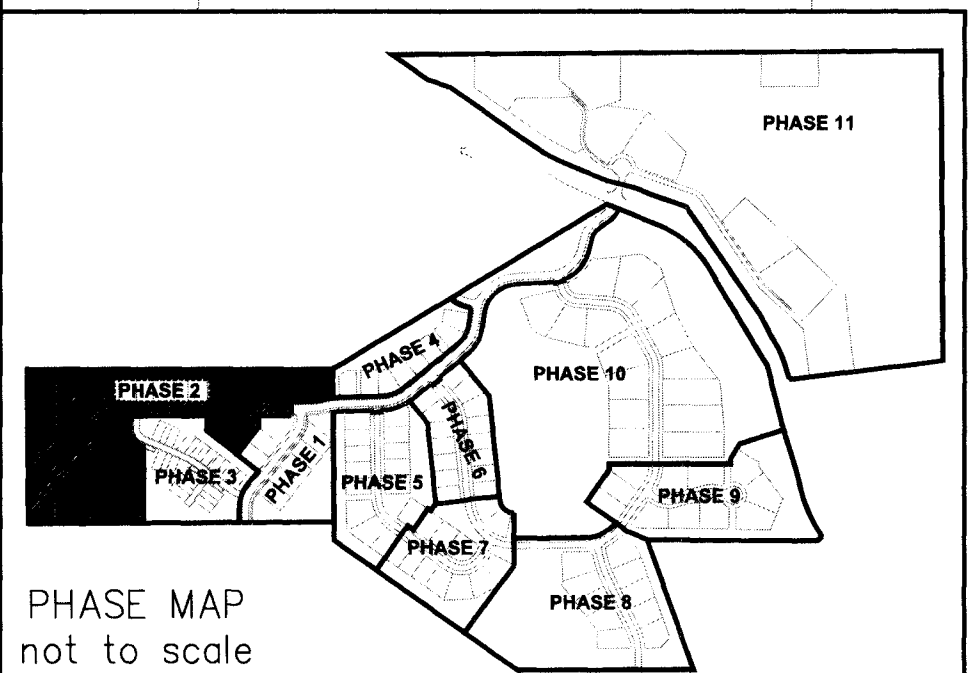 PHASE 11
PHASE 4
PHASE 10
PHASE 2
PHASE 6
PHASE 1
PHASE 3
PHASE 5
PHASE 9
PHASE 7
PHASE 8
PHASE MAP
not to scale